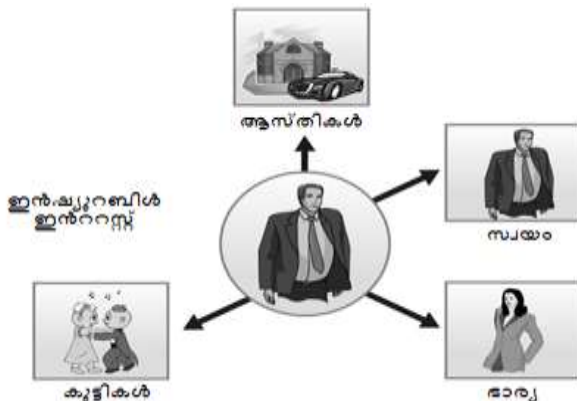 ആസ്തികൾ
ഇൻഷ്യൂറബിൾ
ഇൻററസ്റ്റ്
സ്വയം
കുട്ടികൾ
ഭാര്യ